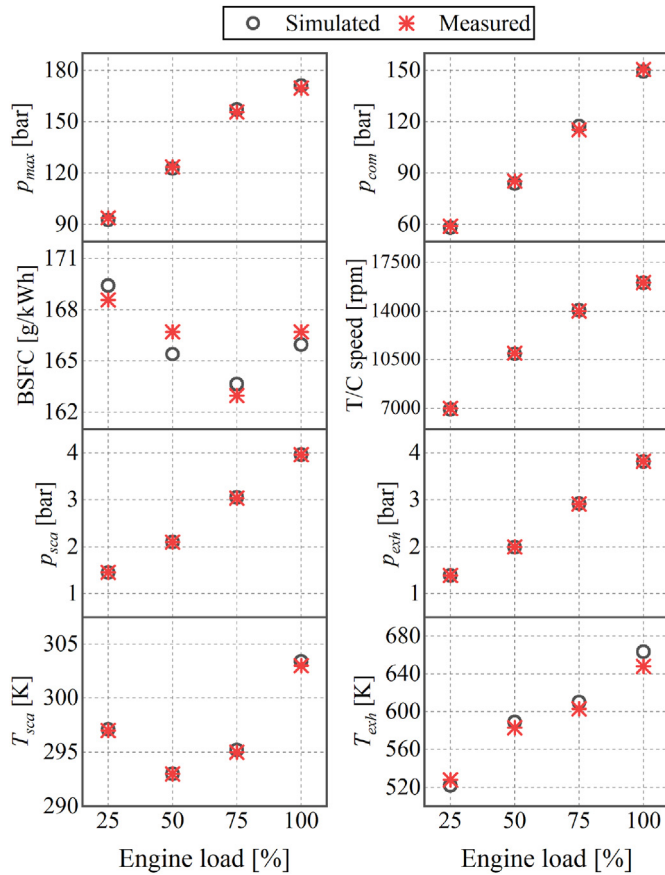 Simulated Measured
180
150
120
90
p_max [bar]
150
120
90
60
p_com [bar]
171
168
165
162
BSFC [g/kWh]
17500
14000
10500
7000
T/C speed [rpm]
4
3
2
1
p_sca [bar]
4
3
2
1
p_exh [bar]
305
300
295
290
T_sca [K]
680
640
600
560
520
T_exh [K]
25 50 75 100
25 50 75 100
Engine load [%]
Engine load [%]